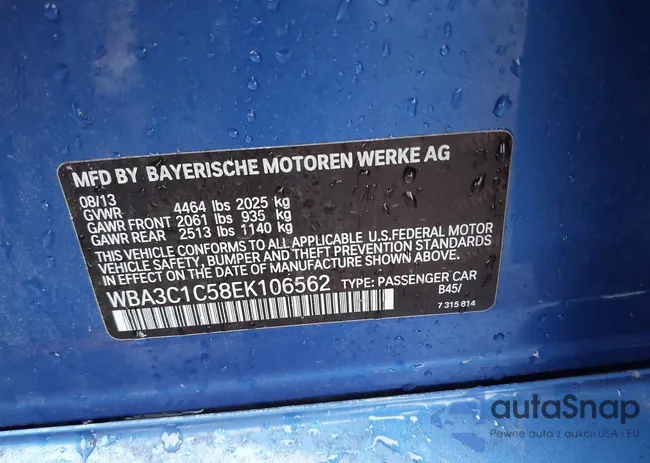 MFD BY BAYERISCHE MOTOREN WERKE AG
08/13
GVWR 4464 lbs 2025 kg
GAWR FRONT 2061 lbs 935 kg
GAWR REAR 2513 lbs 1140 kg
THIS VEHICLE CONFORMS TO ALL APPLICABLE U.S.FEDERAL MOTOR
VEHICLE SAFETY, BUMPER AND THEFT PREVENTION STANDARDS
IN EFFECT ON DATE OF MANUFACTURE SHOWN ABOVE.
WBA3C1C58EK106562 TYPE: PASSENGER CAR
B45/
7 315 814
autaSnap
Pewne auta z aukcji USA i EU